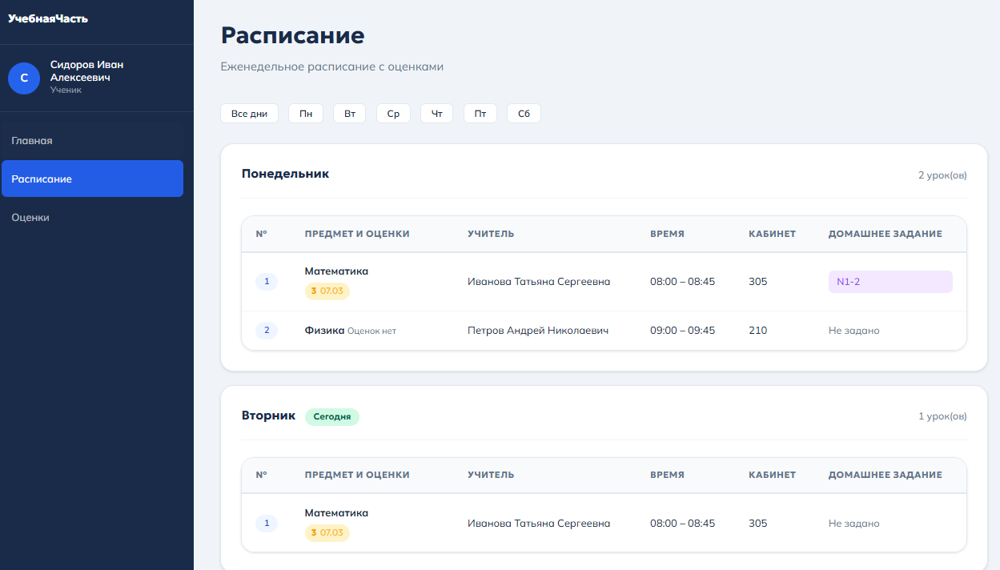 УчебнаяЧасть
С
Сидоров Иван
Алексеевич
Ученик
Главная
Расписание
Оценки
Расписание
Еженедельное расписание с оценками
Все дни Пн Вт Ср Чт Пт Сб
Понедельник 2 урок(ов)
№ ПРЕДМЕТ И ОЦЕНКИ УЧИТЕЛЬ ВРЕМЯ КАБИНЕТ ДОМАШНЕЕ ЗАДАНИЕ
1 Математика Иванова Татьяна Сергеевна 08:00 – 08:45 305 N1-2
3 07.03
2 Физика Оценок нет Петров Андрей Николаевич 09:00 – 09:45 210 Не задано
Вторник Сегодня 1 урок(ов)
№ ПРЕДМЕТ И ОЦЕНКИ УЧИТЕЛЬ ВРЕМЯ КАБИНЕТ ДОМАШНЕЕ ЗАДАНИЕ
1 Математика Иванова Татьяна Сергеевна 08:00 – 08:45 305 Не задано
3 07.03